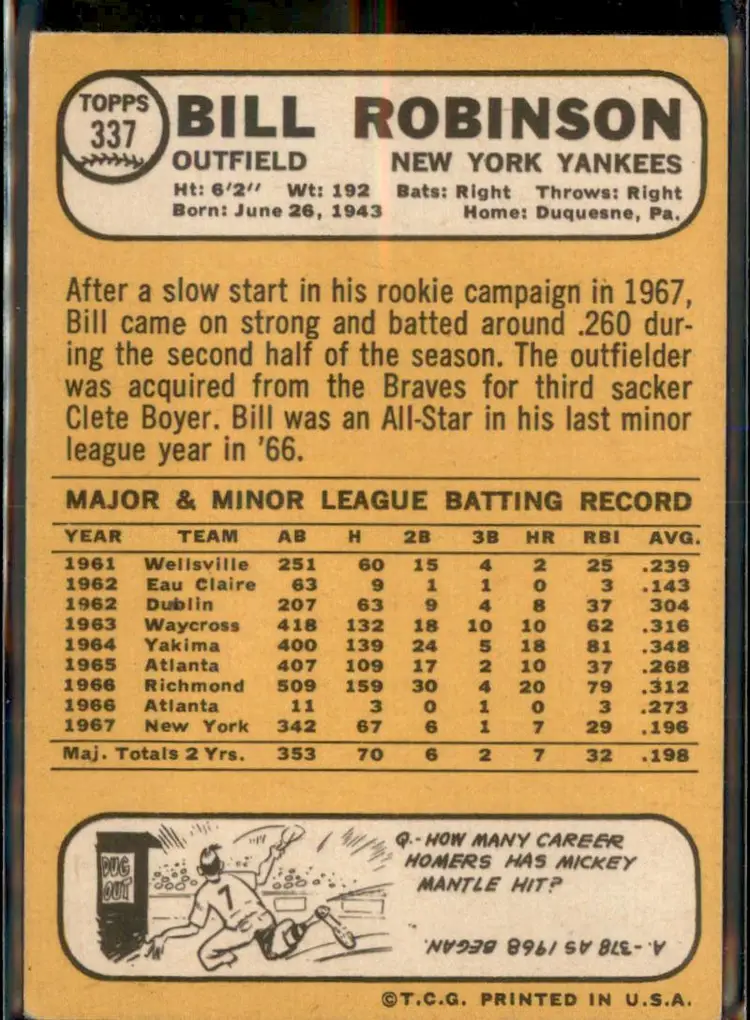 TOPPS
337
BILL ROBINSON
OUTFIELD NEW YORK YANKEES
Ht: 6'2" Wt: 192 Bats: Right Throws: Right
Born: June 26, 1943 Home: Duquesne, Pa.
After a slow start in his rookie campaign in 1967,
Bill came on strong and batted around .260 dur-
ing the second half of the season. The outfielder
was acquired from the Braves for third sacker
Clete Boyer. Bill was an All-Star in his last minor
league year in '66.
MAJOR & MINOR LEAGUE BATTING RECORD
YEAR TEAM AB H 2B 3B HR RBI AVG.
1961 Wellsville 251 60 15 4 2 25 .239
1962 Eau Claire 63 9 1 1 0 3 .143
1962 Dublin 207 63 9 4 8 37 304
1963 Waycross 418 132 18 10 10 62 .316
1964 Yakima 400 139 24 5 18 81 .348
1965 Atlanta 407 109 17 2 10 37 .268
1966 Richmond 509 159 30 4 20 79 .312
1966 Atlanta 11 3 0 1 0 3 .273
1967 New York 342 67 6 1 7 29 .196
Maj. Totals 2 Yrs. 353 70 6 2 7 32 .198
DUG
OUT
7
Q.- HOW MANY CAREER
HOMERS HAS MICKEY
MANTLE HIT?
A.- 378 AS 1968 BEGAN.
©T.C.G. PRINTED IN U.S.A.